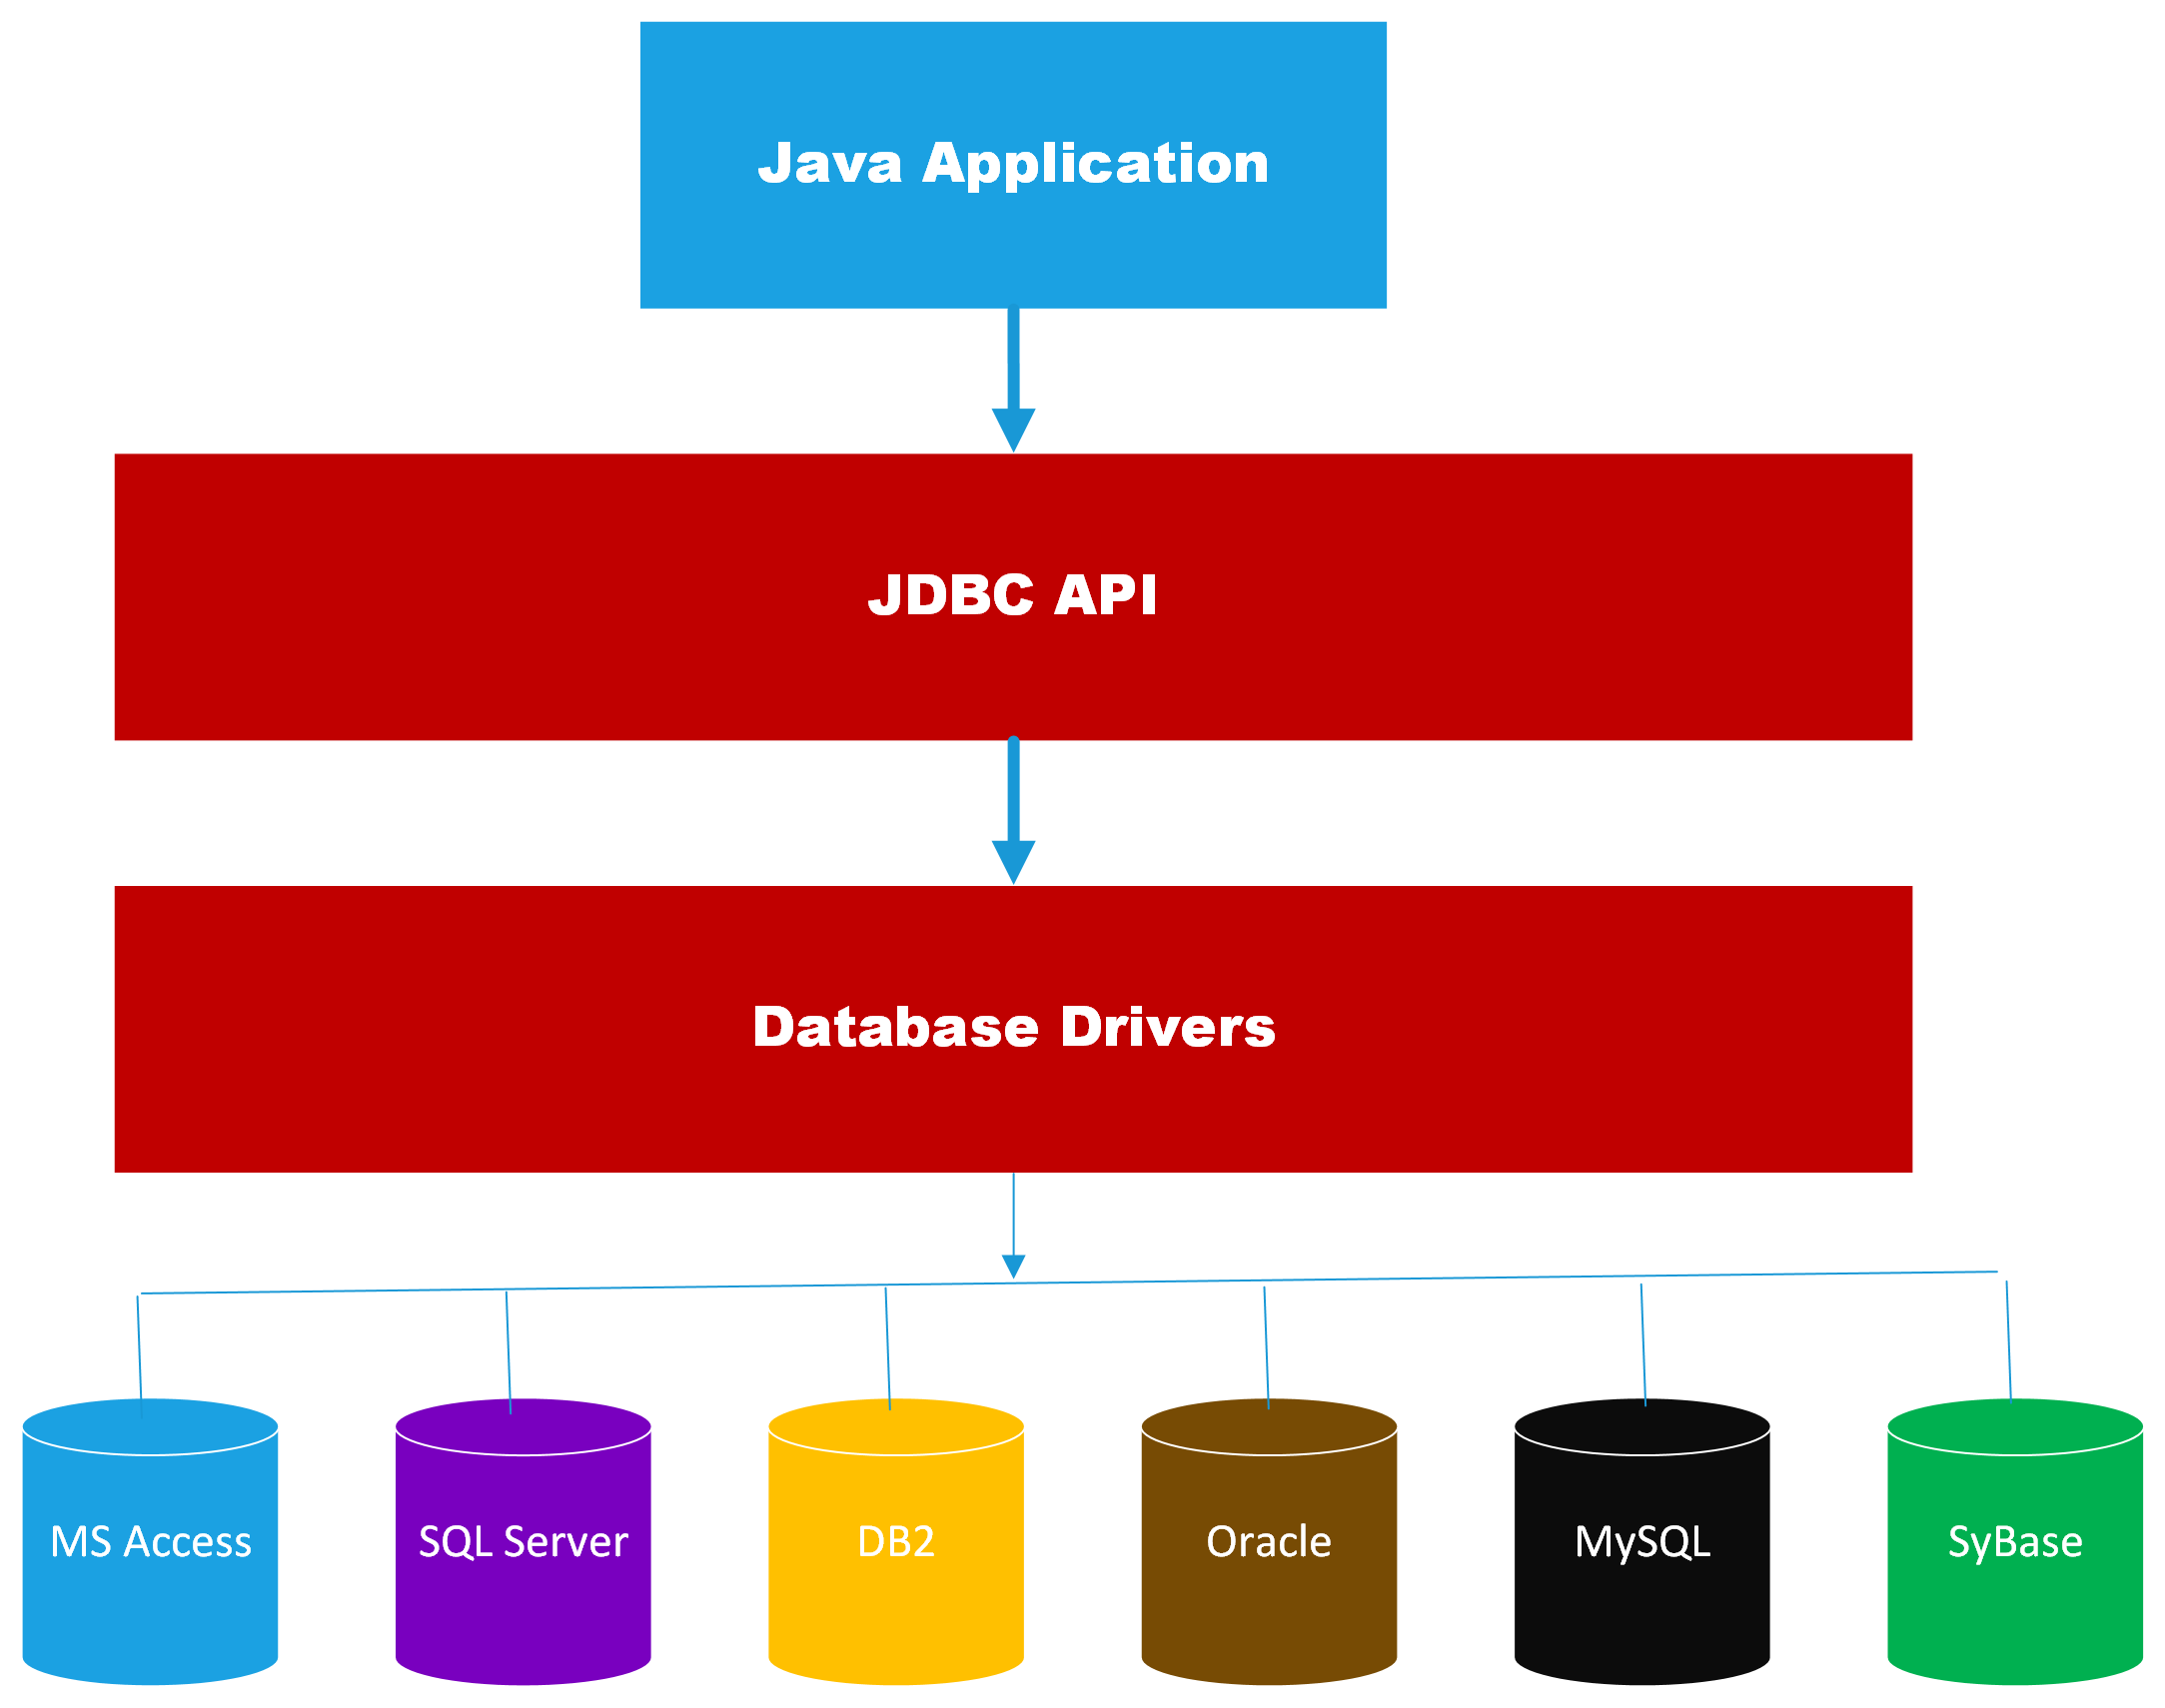 Java Application
JDBC API
Database Drivers
MS Access
SQL Server
DB2
Oracle
MySQL
SyBase